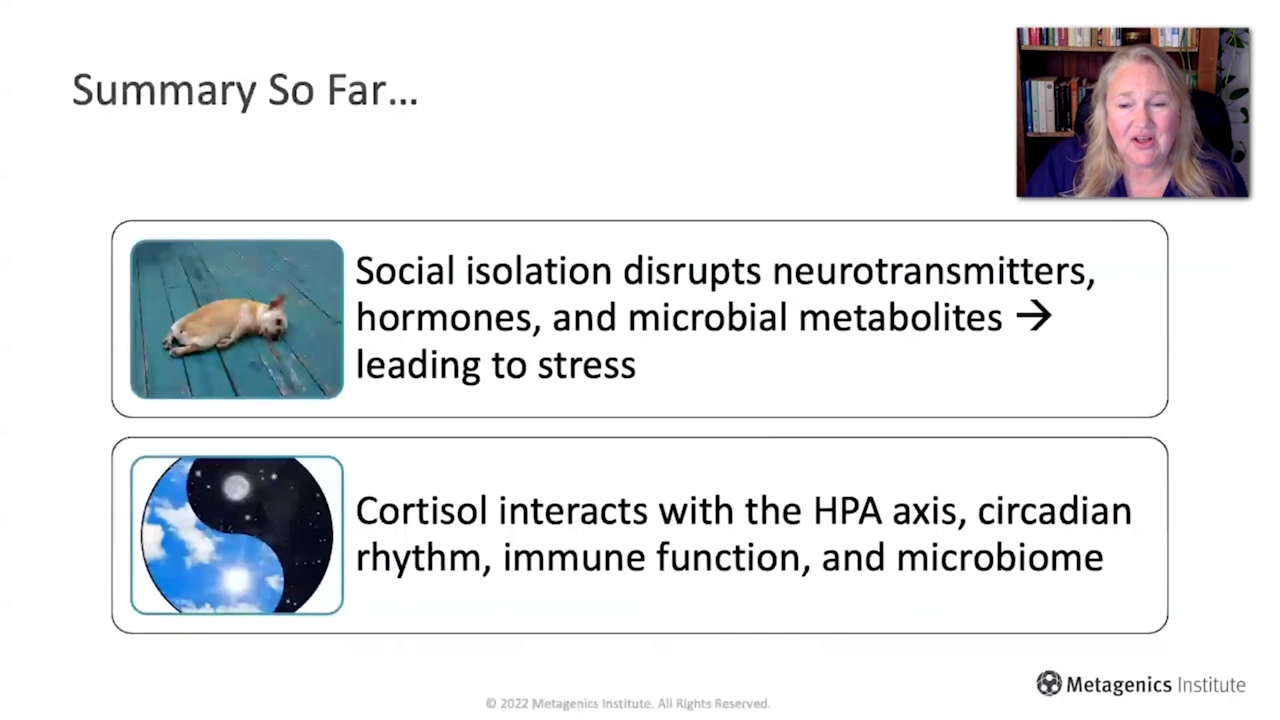 Summary So Far...
Social isolation disrupts neurotransmitters,
hormones, and microbial metabolites →
leading to stress
Cortisol interacts with the HPA axis, circadian
rhythm, immune function, and microbiome
Metagenics Institute
© 2022 Metagenics Institute. All Rights Reserved.